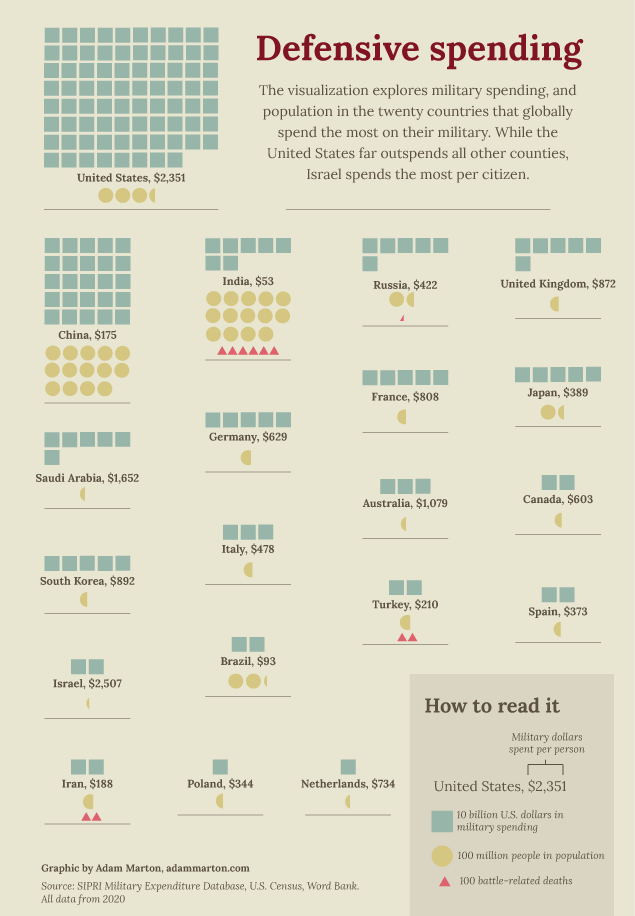 Defensive spending
The visualization explores military spending, and
population in the twenty countries that globally
spend the most on their military. While the
United States far outspends all other counties,
Israel spends the most per citizen.
United States, $2,351
China, $175
India, $53
Russia, $422
United Kingdom, $872
Saudi Arabia, $1,652
Germany, $629
France, $808
Japan, $389
South Korea, $892
Italy, $478
Australia, $1,079
Canada, $603
Israel, $2,507
Brazil, $93
Turkey, $210
Spain, $373
Iran, $188
Poland, $344
Netherlands, $734
How to read it
Military dollars
spent per person
United States, $2,351
10 billion U.S. dollars in
military spending
100 million people in population
100 battle-related deaths
Graphic by Adam Marton, adammarton.com
Source: SIPRI Military Expenditure Database, U.S. Census, Word Bank.
All data from 2020